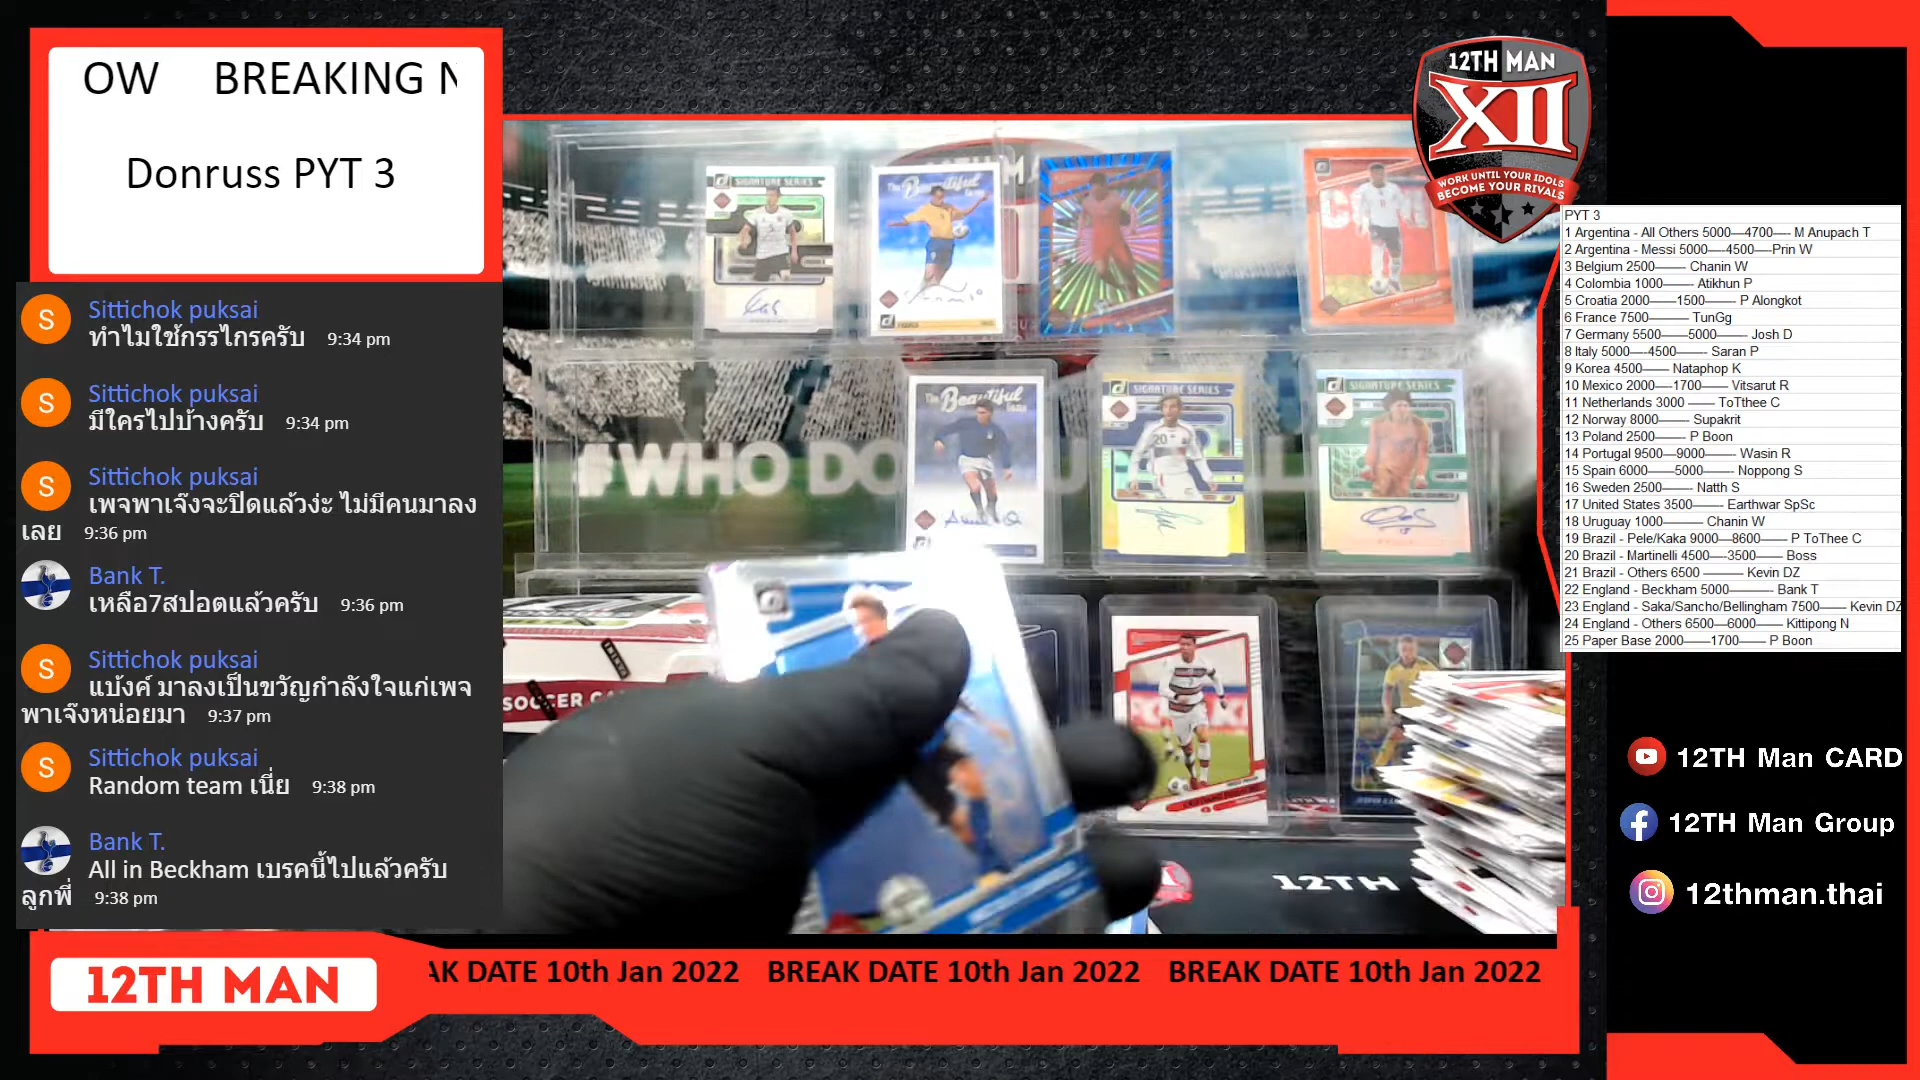 OW BREAKING N
Donruss PYT 3
Sittichok puksai
ทำไมใช้กรรไกรครับ 9:34 pm
Sittichok puksai
มีใครไปบ้างครับ 9:34 pm
Sittichok puksai
เพจพาเจ๊งจะปิดแล้วง่ะ ไม่มีคนมาลง
เลย 9:36 pm
Bank T.
เหลือ7สปอตแล้วครับ 9:36 pm
Sittichok puksai
แบ้งค์ มาลงเป็นขวัญกำลังใจแก่เพจ
พาเจ๊งหน่อยมา 9:37 pm
Sittichok puksai
Random team เนี่ย 9:38 pm
Bank T.
All in Beckham เบรคนี้ไปแล้วครับ
ลูกพี่ 9:38 pm
12TH MAN
AK DATE 10th Jan 2022 BREAK DATE 10th Jan 2022 BREAK DATE 10th Jan 2022
SIGNATURE SERIES
The Beautiful
The Beautiful Game
SIGNATURE SERIES
SIGNATURE SERIES
#WHO DO
20
SOCCER CA
12TH
12TH MAN
XII
WORK UNTIL YOUR IDOLS
BECOME YOUR RIVALS
PYT 3
1 Argentina - All Others 5000—4700—- M Anupach T
2 Argentina - Messi 5000—-4500—-Prin W
3 Belgium 2500—— Chanin W
4 Colombia 1000—— Atikhun P
5 Croatia 2000——1500—— P Alongkot
6 France 7500——— TunGg
7 Germany 5500——5000—— Josh D
8 Italy 5000—-4500—— Saran P
9 Korea 4500—— Nataphop K
10 Mexico 2000—-1700—— Vitsarut R
11 Netherlands 3000 —— ToTthee C
12 Norway 8000—— Supakrit
13 Poland 2500—— P Boon
14 Portugal 9500—9000—— Wasin R
15 Spain 6000——5000—— Noppong S
16 Sweden 2500—— Natth S
17 United States 3500—— Earthwar SpSc
18 Uruguay 1000——— Chanin W
19 Brazil - Pele/Kaka 9000—8600—— P ToThee C
20 Brazil - Martinelli 4500—3500—— Boss
21 Brazil - Others 6500 ——— Kevin DZ
22 England - Beckham 5000——— Bank T
23 England - Saka/Sancho/Bellingham 7500—— Kevin DZ
24 England - Others 6500—6000—— Kittipong N
25 Paper Base 2000——1700—— P Boon
12TH Man CARD
12TH Man Group
12thman.thai